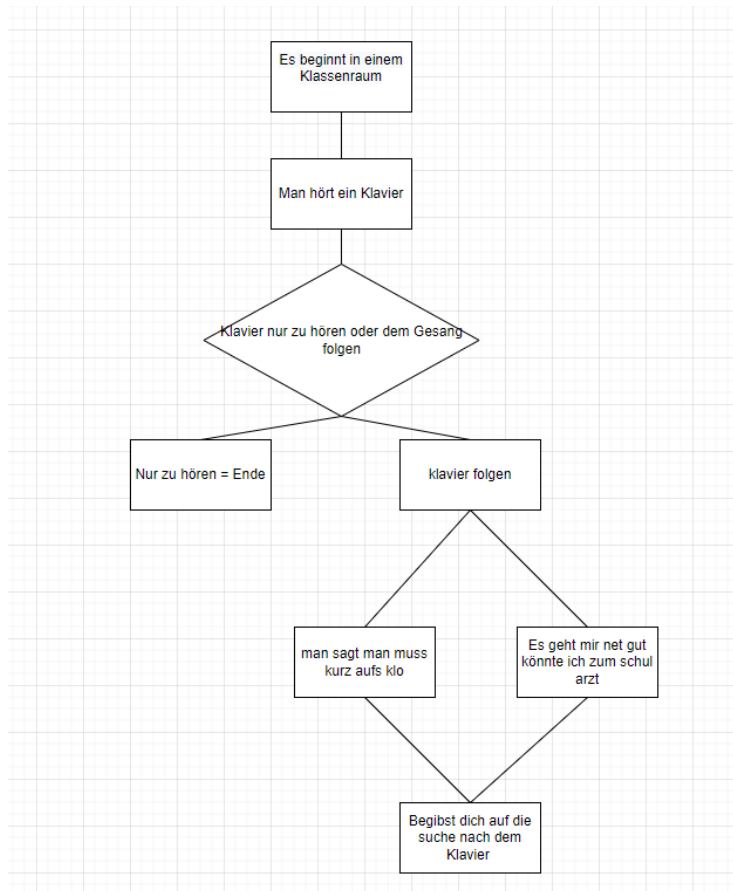 Es beginnt in einem
Klassenraum
Man hört ein Klavier
Klavier nur zu hören oder dem Gesang
folgen
Nur zu hören = Ende
klavier folgen
man sagt man muss
kurz aufs klo
Es geht mir net gut
könnte ich zum schul
arzt
Begibst dich auf die
suche nach dem
Klavier